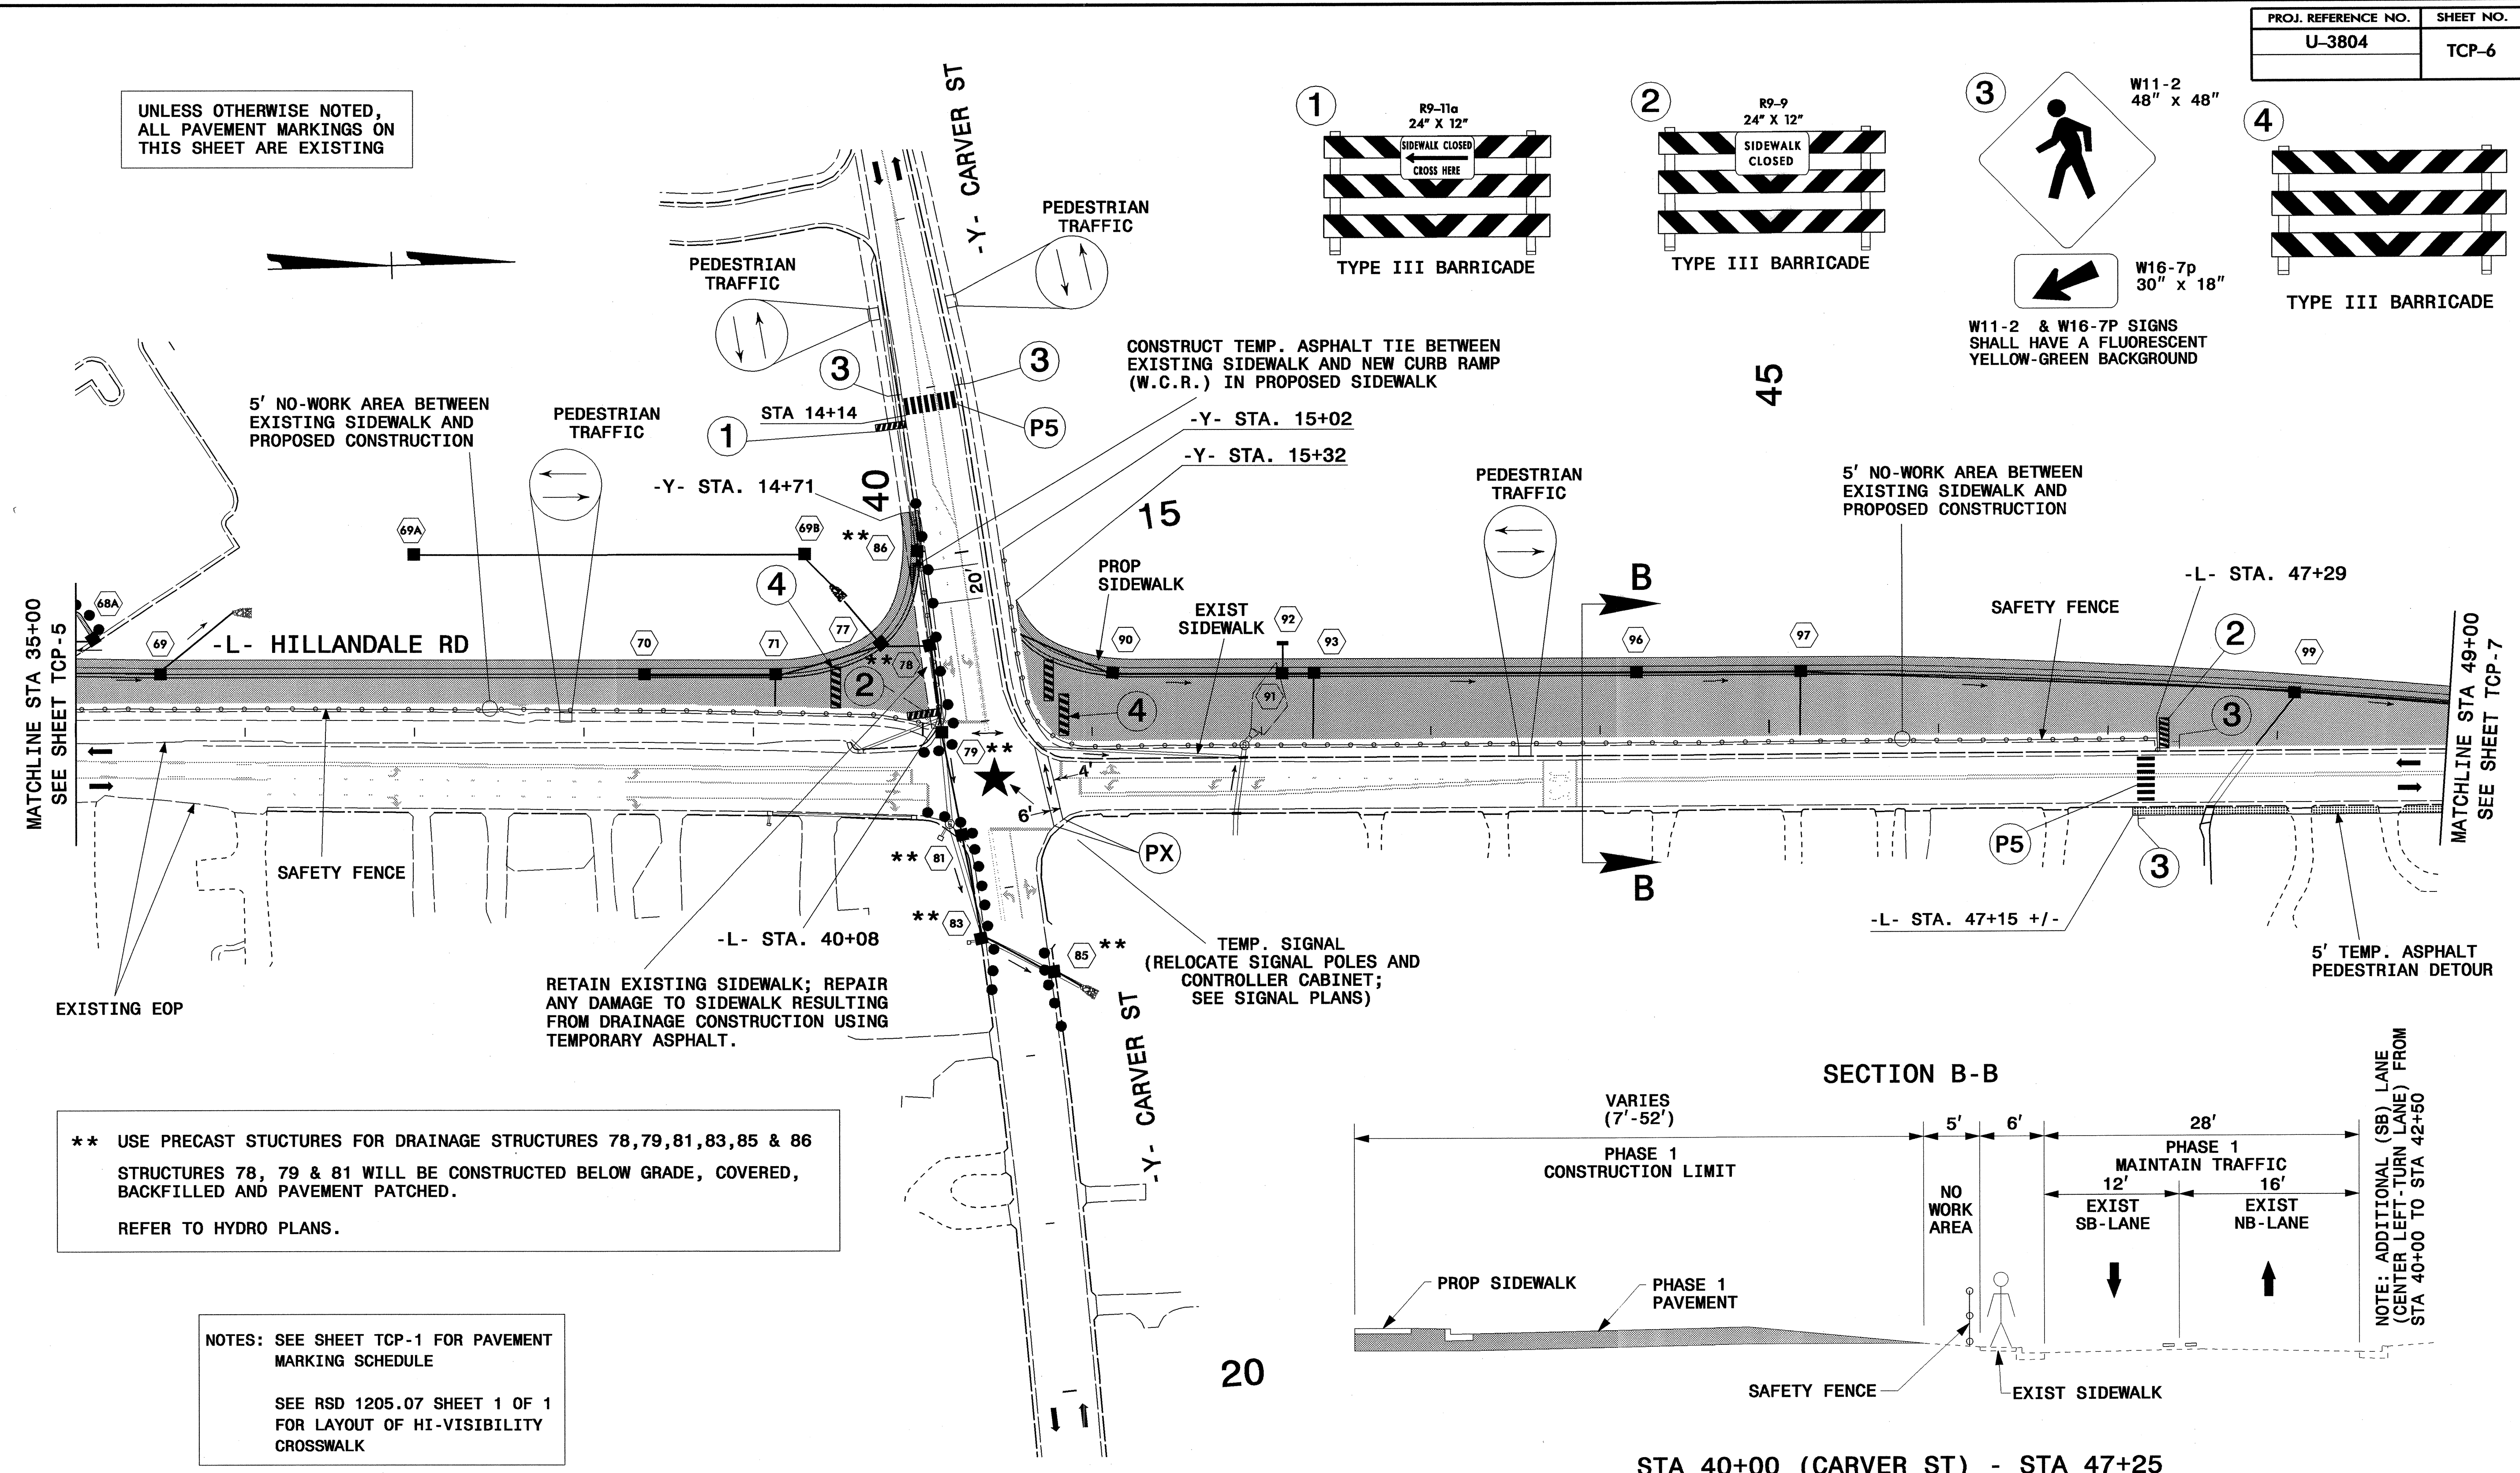 PROJ. REFERENCE NO.
SHEET NO.
U–3804
TCP–6
UNLESS OTHERWISE NOTED,
ALL PAVEMENT MARKINGS ON
THIS SHEET ARE EXISTING
-Y- CARVER ST
1
R9–11a
24" X 12"
SIDEWALK CLOSED
CROSS HERE
TYPE III BARRICADE
2
R9–9
24" X 12"
SIDEWALK
CLOSED
TYPE III BARRICADE
3
W11-2
48" x 48"
W16-7p
30" x 18"
W11-2 & W16-7P SIGNS
SHALL HAVE A FLUORESCENT
YELLOW-GREEN BACKGROUND
4
TYPE III BARRICADE
PEDESTRIAN
TRAFFIC
PEDESTRIAN
TRAFFIC
3
3
STA 14+14
1
P5
CONSTRUCT TEMP. ASPHALT TIE BETWEEN
EXISTING SIDEWALK AND NEW CURB RAMP
(W.C.R.) IN PROPOSED SIDEWALK
-Y- STA. 15+02
-Y- STA. 15+32
-Y- STA. 14+71
40
15
45
5' NO-WORK AREA BETWEEN
EXISTING SIDEWALK AND
PROPOSED CONSTRUCTION
PEDESTRIAN
TRAFFIC
PEDESTRIAN
TRAFFIC
5' NO-WORK AREA BETWEEN
EXISTING SIDEWALK AND
PROPOSED CONSTRUCTION
69A
69B
**
86
4
20'
PROP
SIDEWALK
EXIST
SIDEWALK
B
SAFETY FENCE
-L- STA. 47+29
2
MATCHLINE STA 35+00
SEE SHEET TCP-5
68A
69
-L- HILLANDALE RD
70
71
77
**
78
2
90
92
93
91
4
96
97
99
3
MATCHLINE STA 49+00
SEE SHEET TCP-7
79
**
4'
6'
PX
B
P5
3
SAFETY FENCE
EXISTING EOP
**
81
**
83
85
**
-L- STA. 40+08
-L- STA. 47+15 +/-
5' TEMP. ASPHALT
PEDESTRIAN DETOUR
TEMP. SIGNAL
(RELOCATE SIGNAL POLES AND
CONTROLLER CABINET;
SEE SIGNAL PLANS)
RETAIN EXISTING SIDEWALK; REPAIR
ANY DAMAGE TO SIDEWALK RESULTING
FROM DRAINAGE CONSTRUCTION USING
TEMPORARY ASPHALT.
-Y- CARVER ST
** USE PRECAST STUCTURES FOR DRAINAGE STRUCTURES 78,79,81,83,85 & 86
STRUCTURES 78, 79 & 81 WILL BE CONSTRUCTED BELOW GRADE, COVERED,
BACKFILLED AND PAVEMENT PATCHED.
REFER TO HYDRO PLANS.
NOTES: SEE SHEET TCP-1 FOR PAVEMENT
MARKING SCHEDULE
SEE RSD 1205.07 SHEET 1 OF 1
FOR LAYOUT OF HI-VISIBILITY
CROSSWALK
20
SECTION B-B
VARIES
(7'-52')
5'
6'
28'
PHASE 1
CONSTRUCTION LIMIT
PHASE 1
MAINTAIN TRAFFIC
12'
16'
NO
WORK
AREA
EXIST
SB-LANE
EXIST
NB-LANE
NOTE: ADDITIONAL (SB) LANE
(CENTER LEFT-TURN LANE) FROM
STA 40+00 TO STA 42+50
PROP SIDEWALK
PHASE 1
PAVEMENT
SAFETY FENCE
EXIST SIDEWALK
STA 40+00 (CARVER ST) - STA 47+25